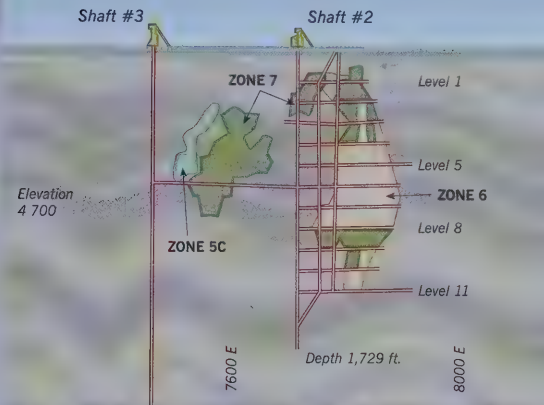 Shaft #3
Shaft #2
ZONE 7
Level 1
Level 5
Elevation
4 700
ZONE 6
Level 8
ZONE 5C
Level 11
7600 E
Depth 1,729 ft.
8000 E